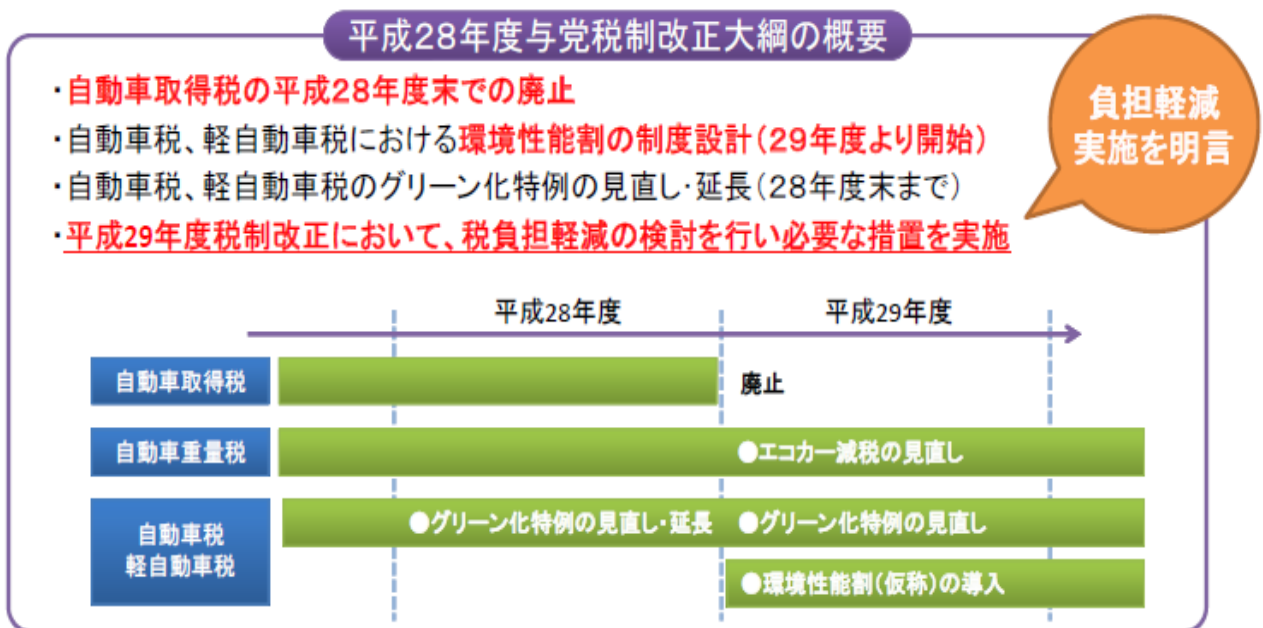 平成28年度与党税制改正大綱の概要
・自動車取得税の平成28年度末での廃止
・自動車税、軽自動車税における環境性能割の制度設計(29年度より開始)
・自動車税、軽自動車税のグリーン化特例の見直し・延長(28年度末まで)
・平成29年度税制改正において、税負担軽減の検討を行い必要な措置を実施
負担軽減
実施を明言
平成28年度 平成29年度
自動車取得税 廃止
自動車重量税 ●エコカー減税の見直し
自動車税
軽自動車税
●グリーン化特例の見直し・延長 ●グリーン化特例の見直し
●環境性能割(仮称)の導入